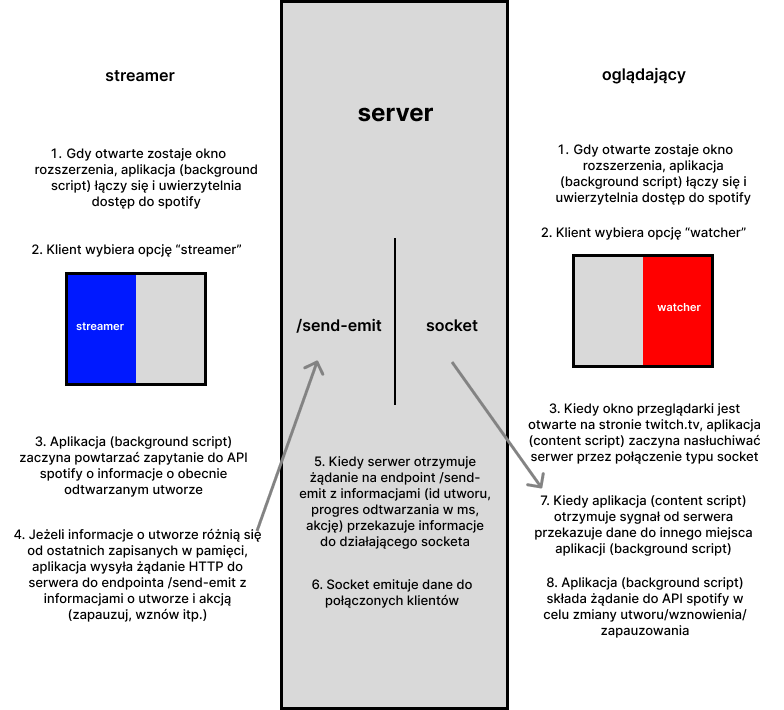 streamer
1. Gdy otwarte zostaje okno
rozszerzenia, aplikacja (background
script) łączy się i uwierzytelnia
dostęp do spotify
2. Klient wybiera opcję “streamer”
streamer
3. Aplikacja (background script)
zaczyna powtarzać zapytanie do API
spotify o informacje o obecnie
odtwarzanym utworze
4. Jeżeli informacje o utworze różnią się
od ostatnich zapisanych w pamięci,
aplikacja wysyła żądanie HTTP do
serwera do endpointa /send-emit z
informacjami o utworze i akcją
(zapauzuj, wznów itp.)
server
/send-emit
socket
5. Kiedy serwer otrzymuje
żądanie na endpoint /send-
emit z informacjami (id utworu,
progres odtwarzania w ms,
akcję) przekazuje informacje
do działającego socketa
6. Socket emituje dane do
połączonych klientów
oglądający
1. Gdy otwarte zostaje okno
rozszerzenia, aplikacja
(background script) łączy się i
uwierzytelnia dostęp do spotify
2. Klient wybiera opcję “watcher”
watcher
3. Kiedy okno przeglądarki jest
otwarte na stronie twitch.tv, aplikacja
(content script) zaczyna nasłuchiwać
serwer przez połączenie typu socket
7. Kiedy aplikacja (content script)
otrzymuje sygnał od serwera
przekazuje dane do innego miejsca
aplikacji (background script)
8. Aplikacja (background script)
składa żądanie do API spotify w
celu zmiany utworu/wznowienia/
zapauzowania